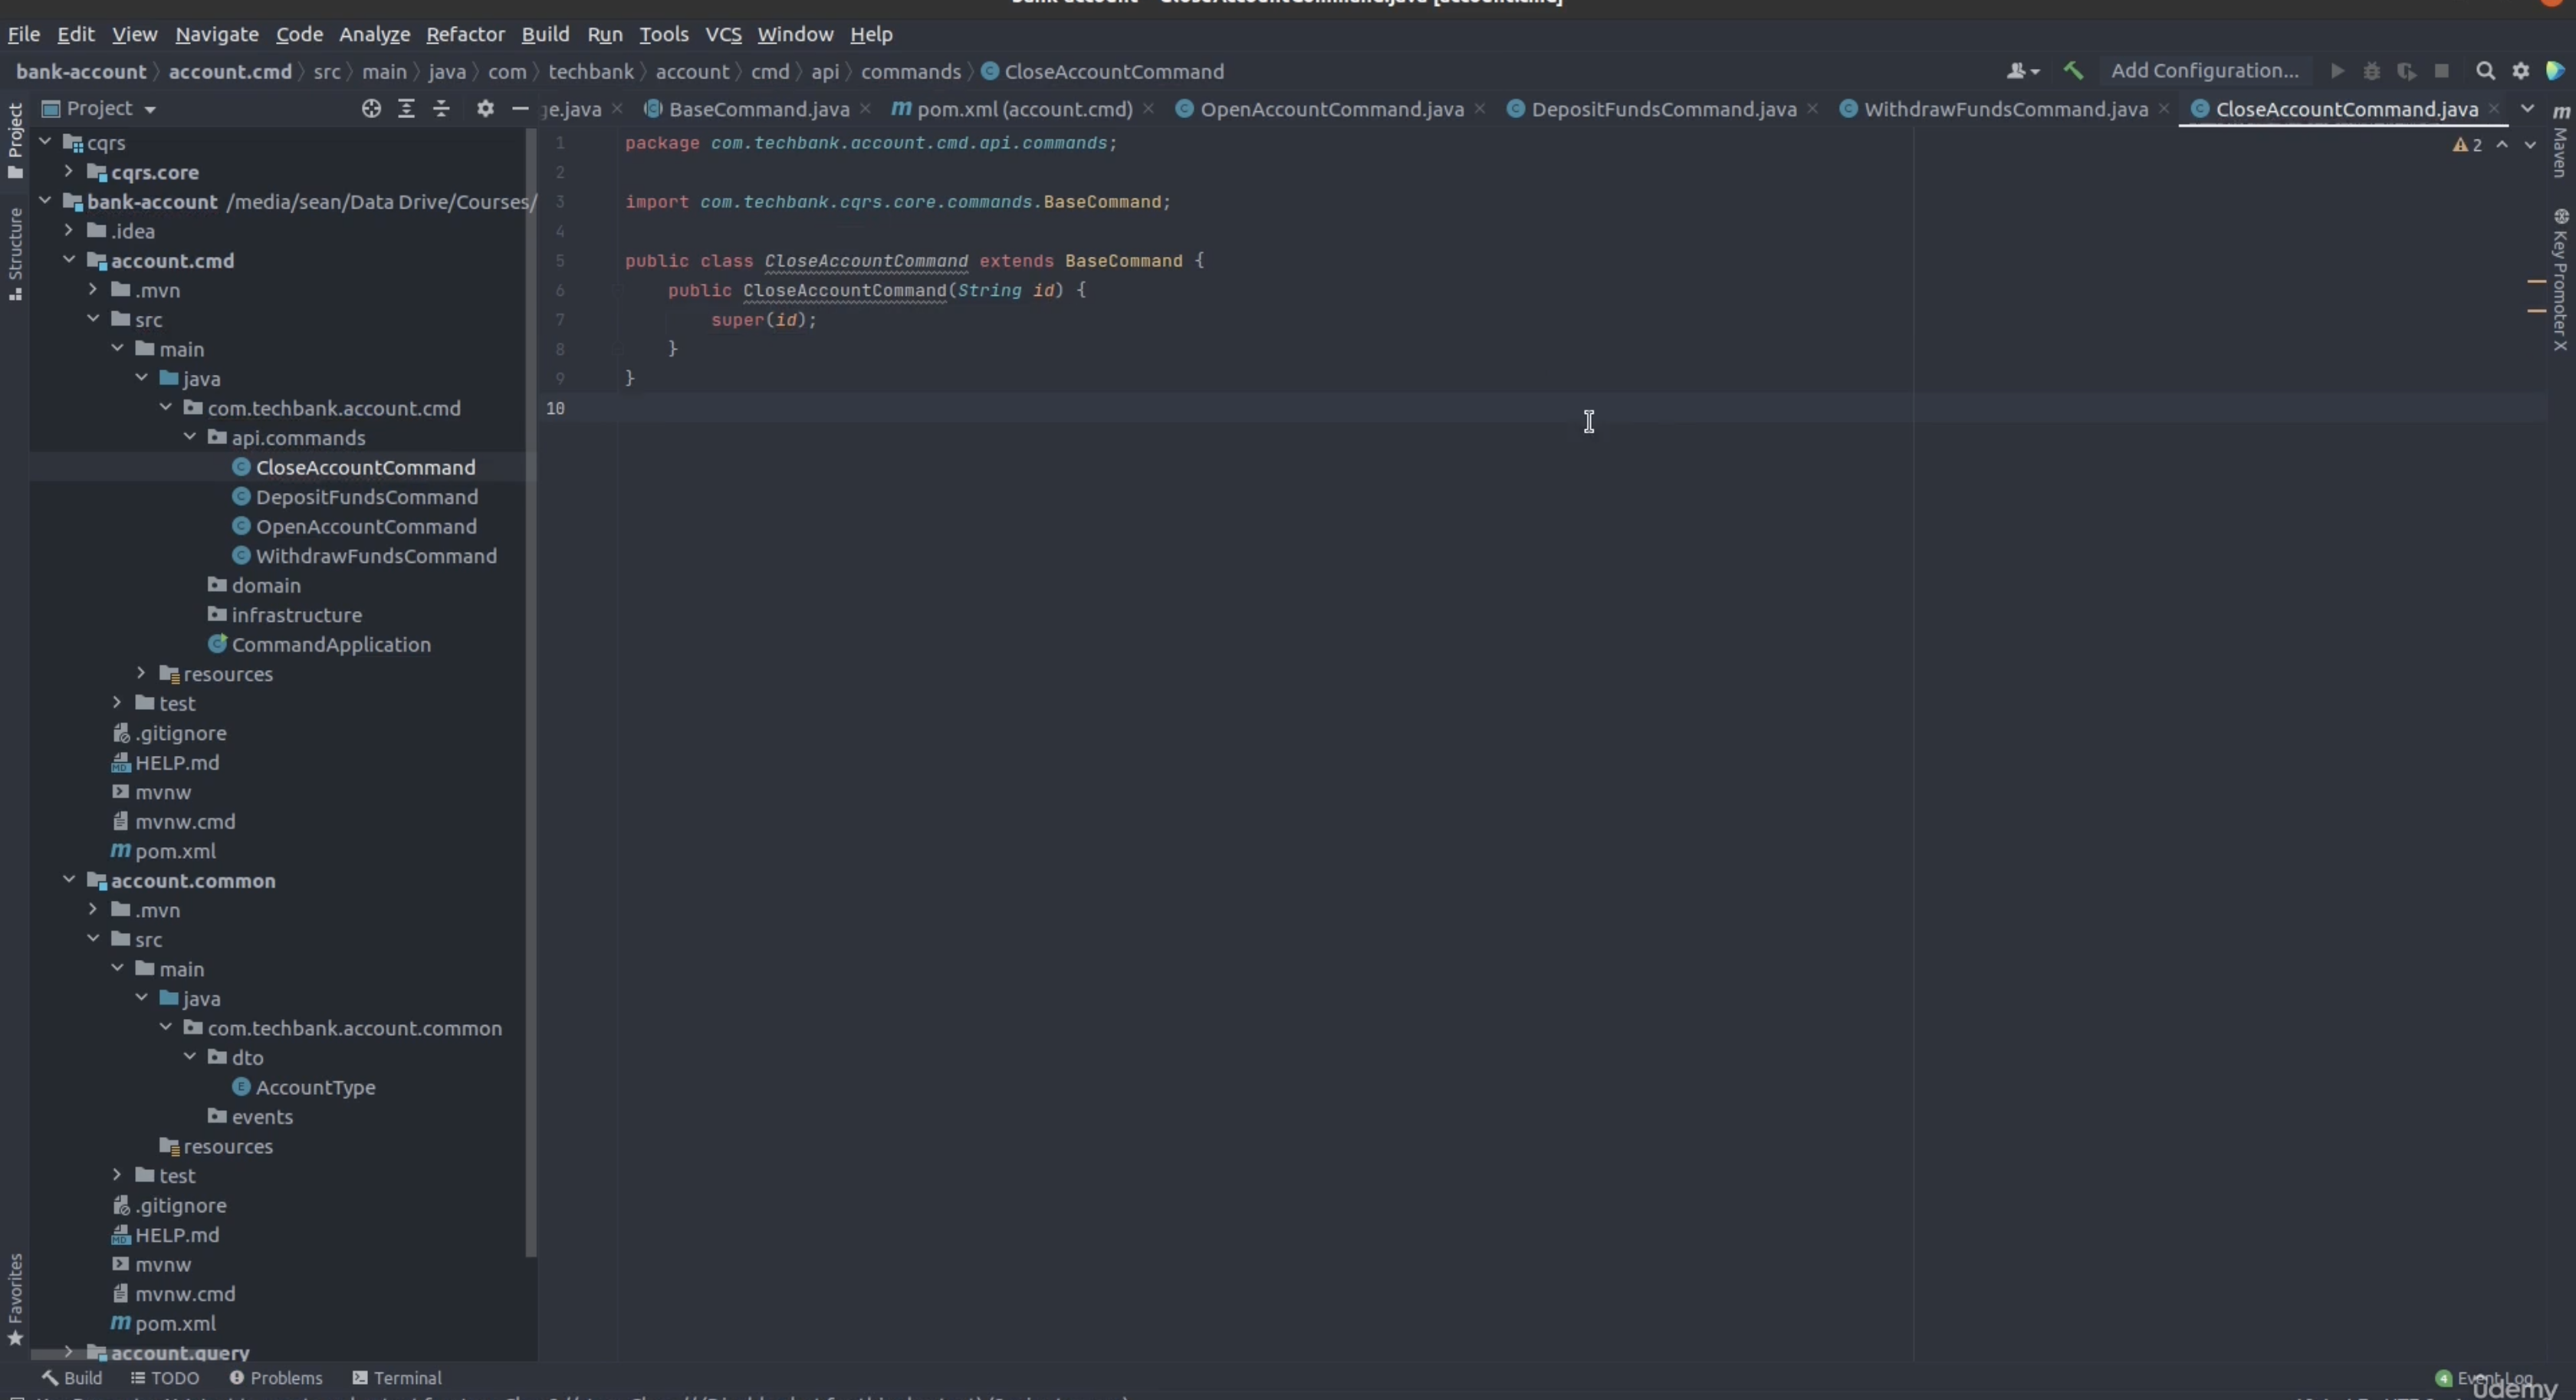 File Edit View Navigate Code Analyze Refactor Build Run Tools VCS Window Help
bank-account account.cmd src main java com techbank account cmd api commands CloseAccountCommand Add Configuration...
Project
ge.java BaseCommand.java pom.xml (account.cmd) OpenAccountCommand.java DepositFundsCommand.java WithdrawFundsCommand.java CloseAccountCommand.java
Project
Structure
Favorites
cqrs
cqrs.core
bank-account /media/sean/Data Drive/Courses/
.idea
account.cmd
.mvn
src
main
java
com.techbank.account.cmd
api.commands
CloseAccountCommand
DepositFundsCommand
OpenAccountCommand
WithdrawFundsCommand
domain
infrastructure
CommandApplication
resources
test
.gitignore
HELP.md
mvnw
mvnw.cmd
pom.xml
account.common
.mvn
src
main
java
com.techbank.account.common
dto
AccountType
events
resources
test
.gitignore
HELP.md
mvnw
mvnw.cmd
pom.xml
account.query
1 package com.techbank.account.cmd.api.commands;
2
3 import com.techbank.cqrs.core.commands.BaseCommand;
4
5 public class CloseAccountCommand extends BaseCommand {
6 public CloseAccountCommand(String id) {
7 super(id);
8 }
9 }
10
2
Maven
Key Promoter X
Build TODO Problems Terminal
4 Event Log
udemy